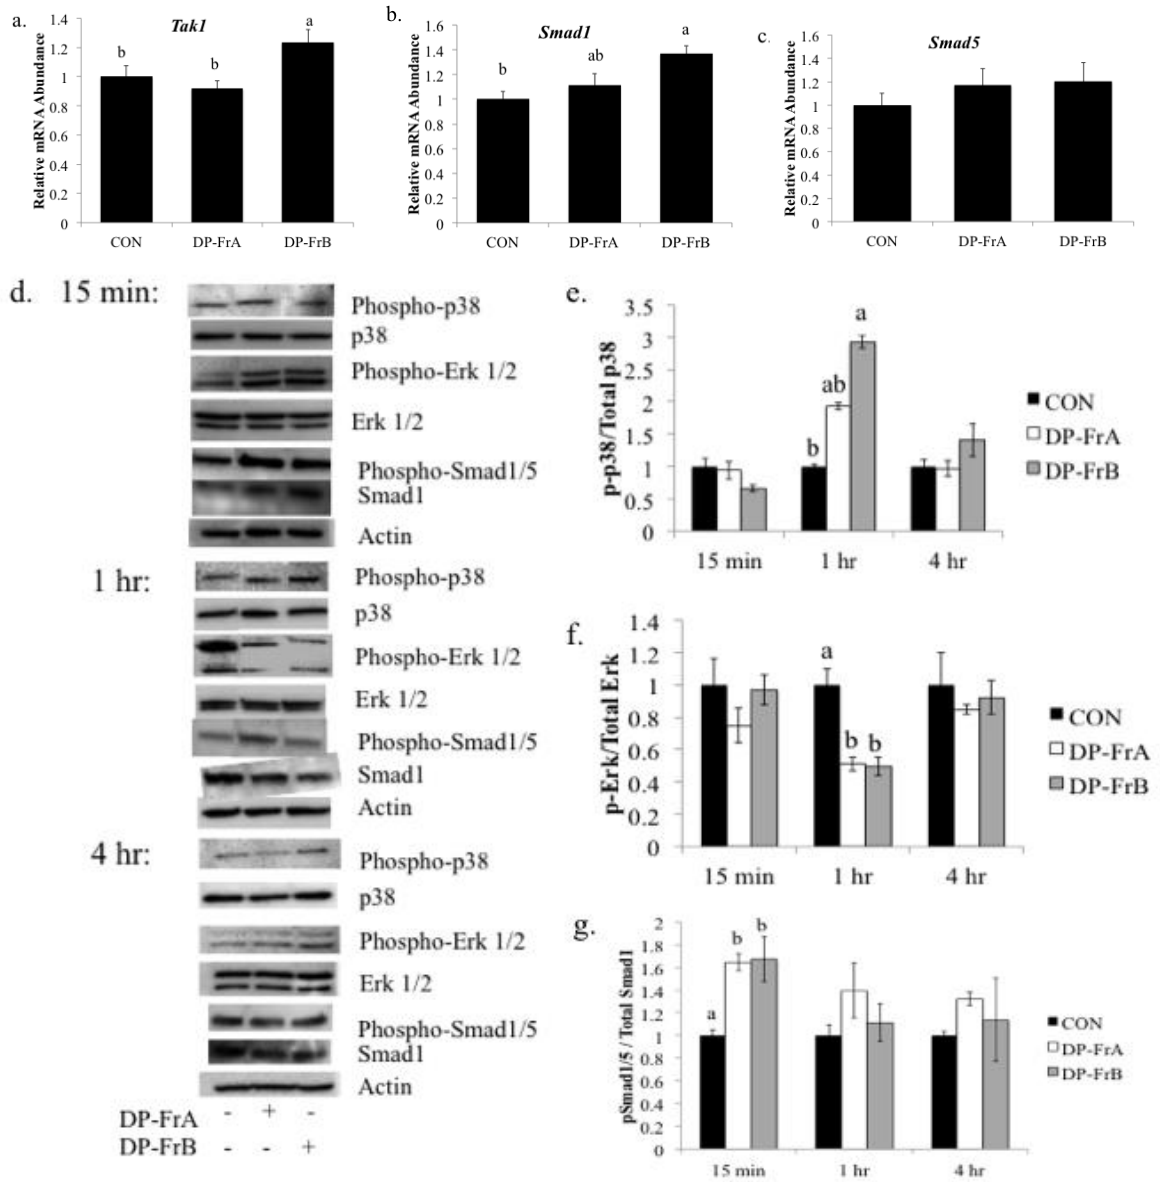 a.
Tak1
Relative mRNA Abundance
1.4
1.2
1
0.8
0.6
0.4
0.2
0
b
b
a
CON
DP-FrA
DP-FrB
b.
Smad1
Relative mRNA Abundance
1.6
1.4
1.2
1
0.8
0.6
0.4
0.2
0
b
ab
a
CON
DP-FrA
DP-FrB
c.
Smad5
Relative mRNA Abundance
1.6
1.4
1.2
1
0.8
0.6
0.4
0.2
0
CON
DP-FrA
DP-FrB
d.
15 min:
Phospho-p38
p38
Phospho-Erk 1/2
Erk 1/2
Phospho-Smad1/5
Smad1
Actin
1 hr:
Phospho-p38
p38
Phospho-Erk 1/2
Erk 1/2
Phospho-Smad1/5
Smad1
Actin
4 hr:
Phospho-p38
p38
Phospho-Erk 1/2
Erk 1/2
Phospho-Smad1/5
Smad1
Actin
DP-FrA - + -
DP-FrB - - +
e.
p-p38/Total p38
3.5
3
2.5
2
1.5
1
0.5
0
b
ab
a
15 min
1 hr
4 hr
CON
DP-FrA
DP-FrB
f.
p-Erk/Total Erk
1.4
1.2
1
0.8
0.6
0.4
0.2
0
a
b
b
15 min
1 hr
4 hr
CON
DP-FrA
DP-FrB
g.
pSmad1/5 / Total Smad1
2
1.8
1.6
1.4
1.2
1
0.8
0.6
0.4
0.2
0
a
b
b
15 min
1 hr
4 hr
CON
DP-FrA
DP-FrB